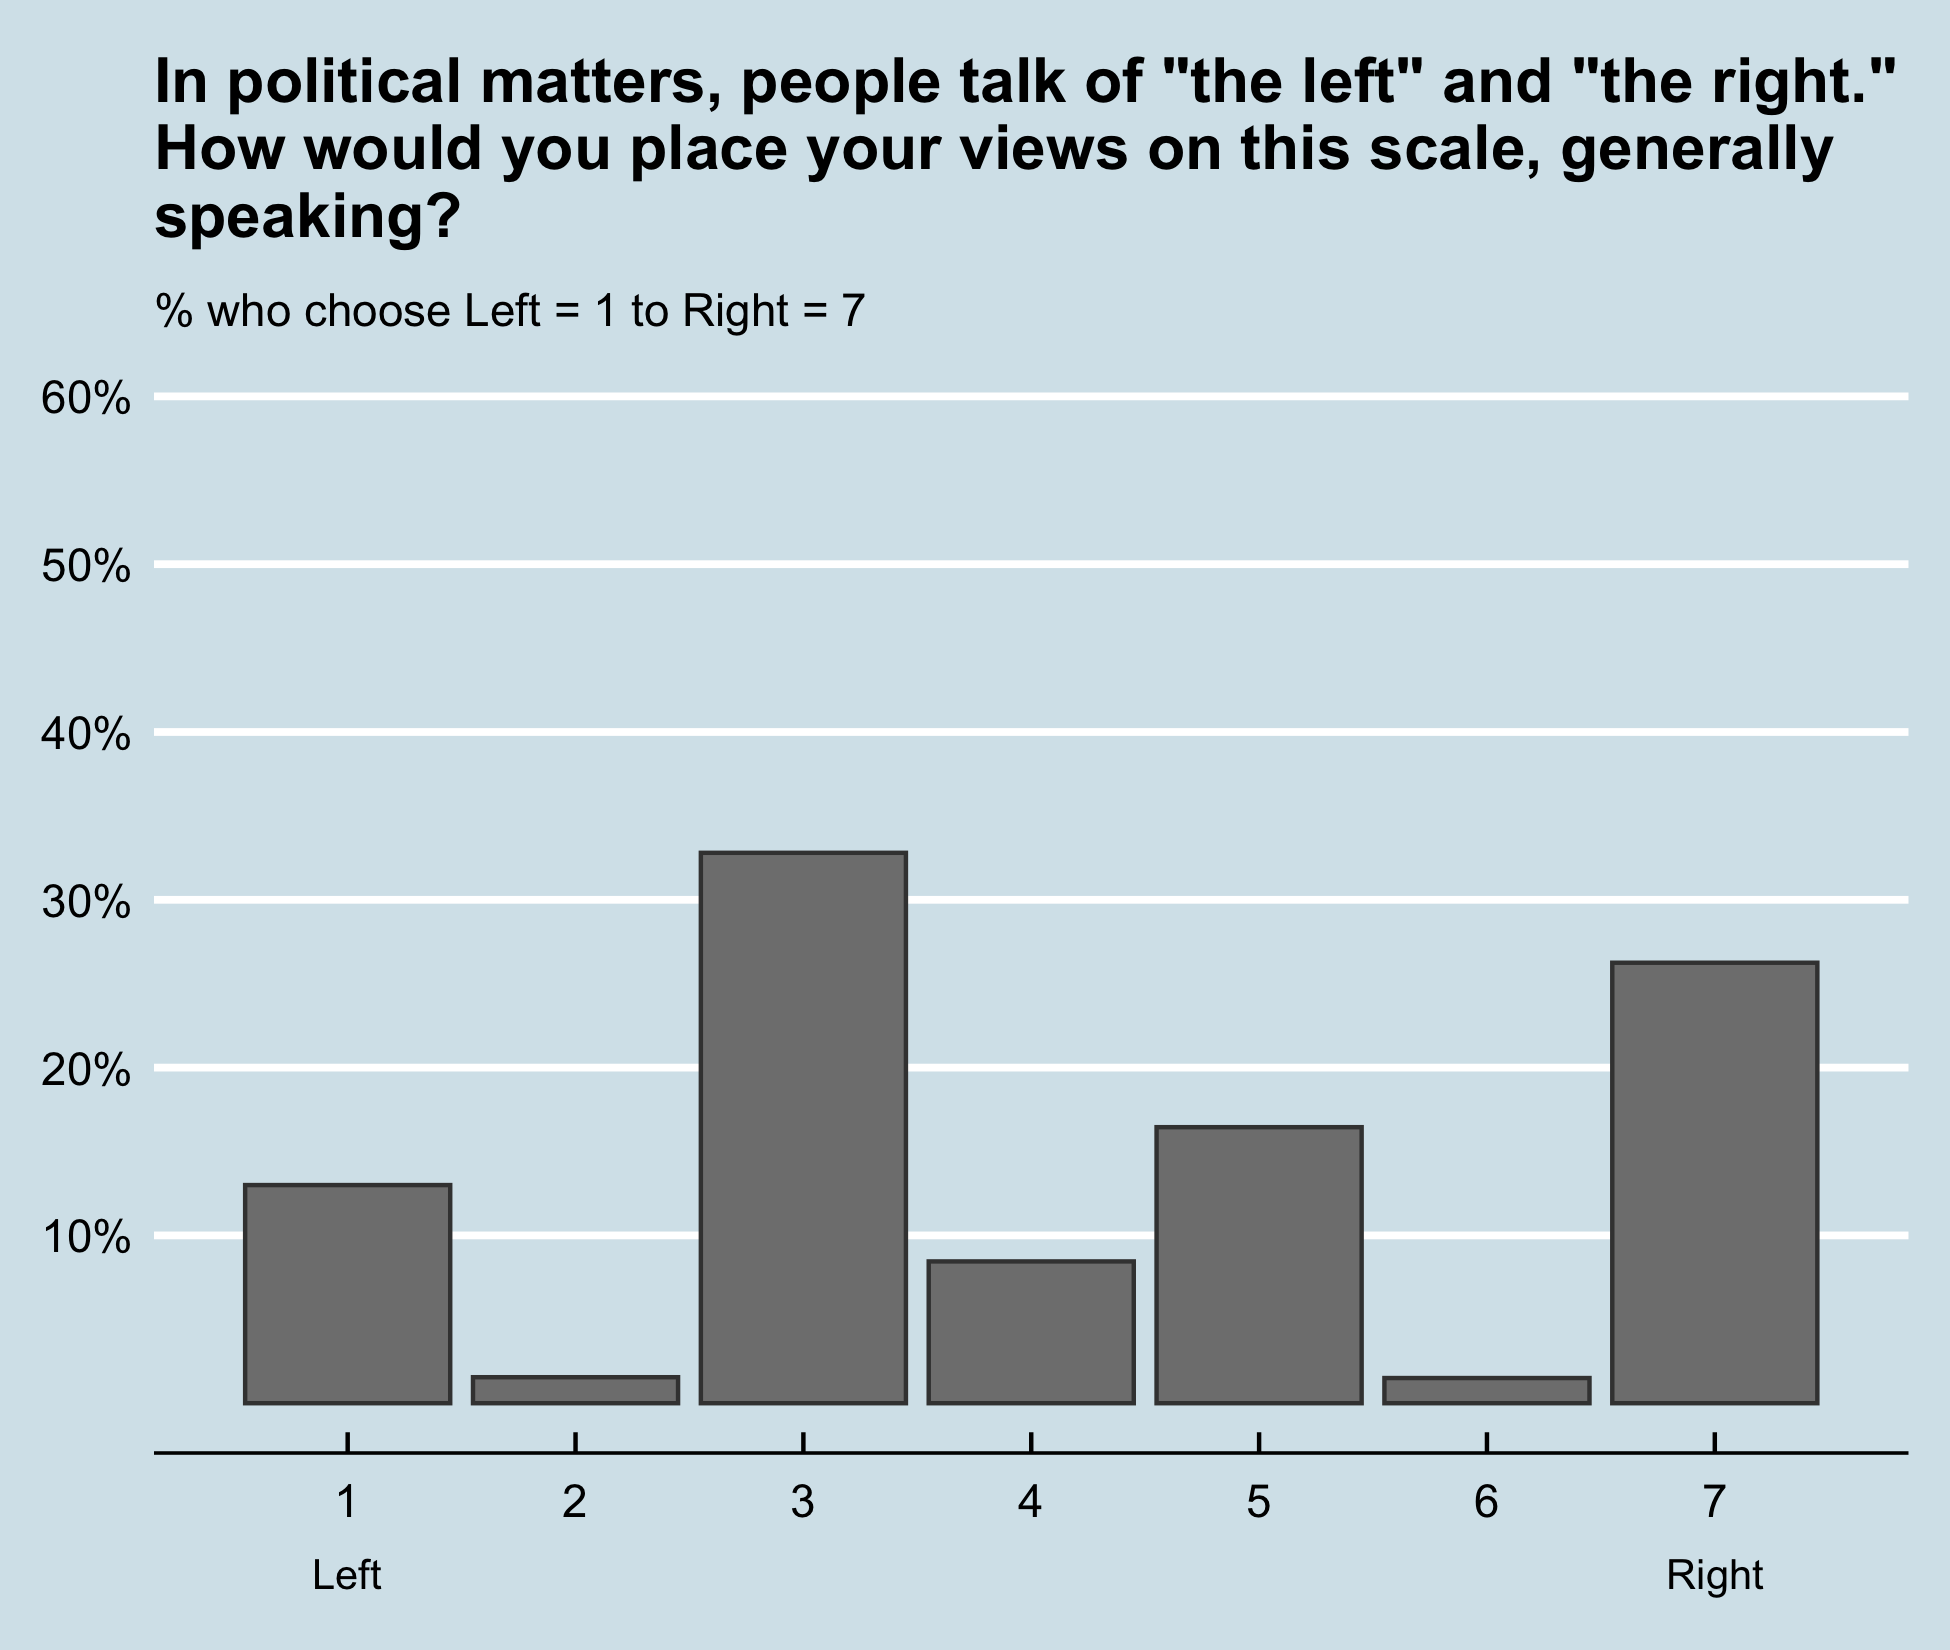 In political matters, people talk of "the left" and "the right."
How would you place your views on this scale, generally
speaking?
% who choose Left = 1 to Right = 7
60%
50%
40%
30%
20%
10%
1 2 3 4 5 6 7
Left Right